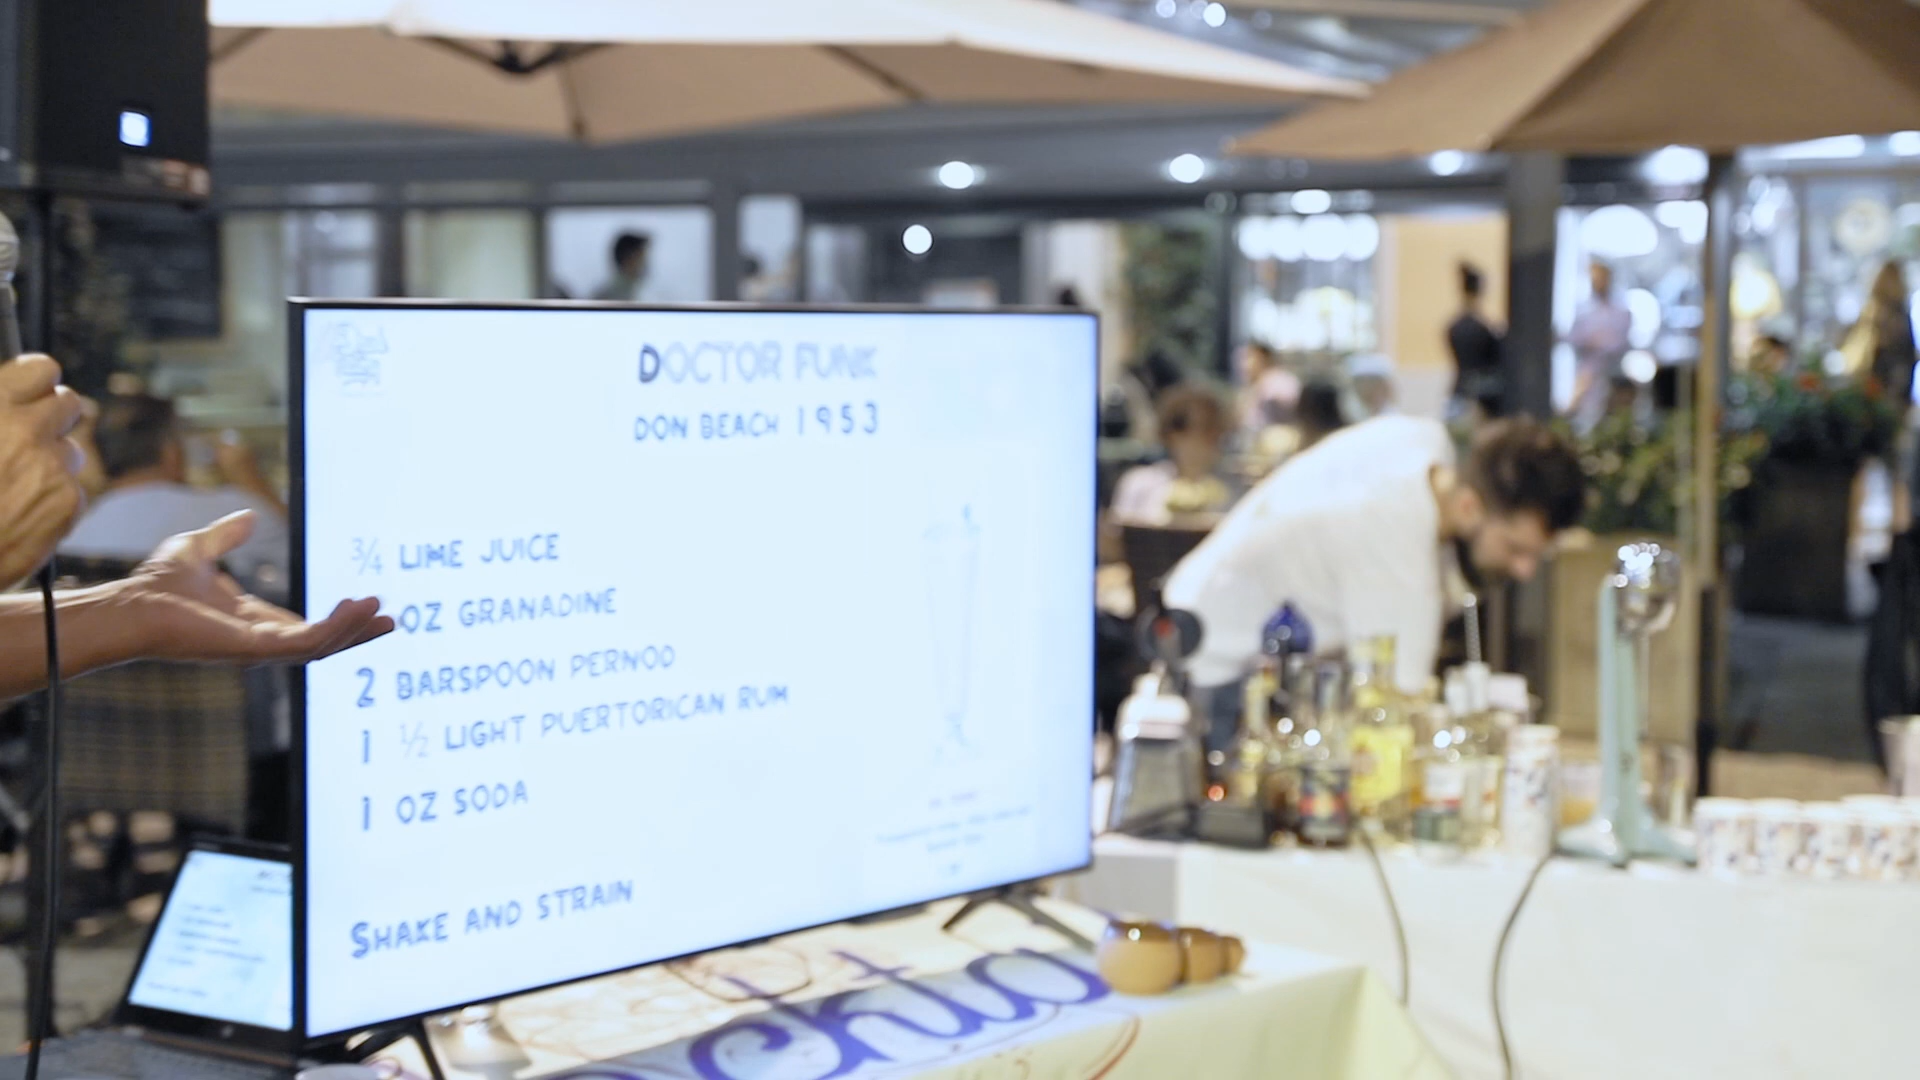 DOCTOR FUNK
DON BEACH 1953
3/4 LIME JUICE
OZ GRANADINE
2 BARSPOON PERNOD
1 1/2 LIGHT PUERTORICAN RUM
1 OZ SODA
SHAKE AND STRAIN